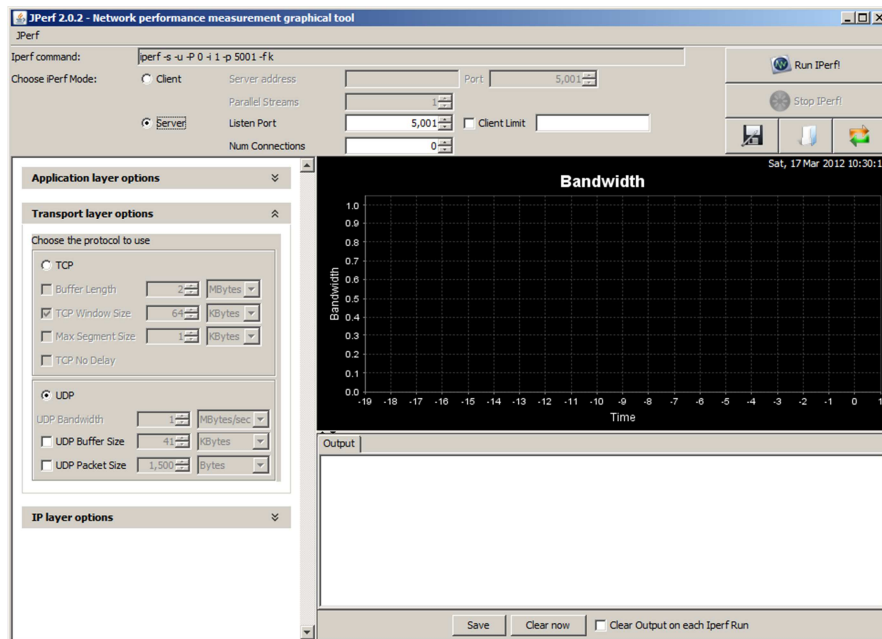 JPerf 2.0.2 - Network performance measurement graphical tool
JPerf
Iperf command:
iperf -s -u -P 0 -i 1 -p 5001 -f k
Choose iPerf Mode:
Client
Server address
Port
5,001
Parallel Streams
1
Server
Listen Port
5,001
Client Limit
Num Connections
0
Run IPerf!
Stop IPerf!
Application layer options
Transport layer options
Choose the protocol to use
TCP
Buffer Length
2
MBytes
TCP Window Size
64
KBytes
Max Segment Size
1
KBytes
TCP No Delay
UDP
UDP Bandwidth
1
MBytes/sec
UDP Buffer Size
41
KBytes
UDP Packet Size
1,500
Bytes
IP layer options
Sat, 17 Mar 2012 10:30:1
Bandwidth
Bandwidth
1.0
0.9
0.8
0.7
0.6
0.5
0.4
0.3
0.2
0.1
0.0
-19 -18 -17 -16 -15 -14 -13 -12 -11 -10 -9 -8 -7 -6 -5 -4 -3 -2 -1 0 1
Time
Output
Save
Clear now
Clear Output on each Iperf Run